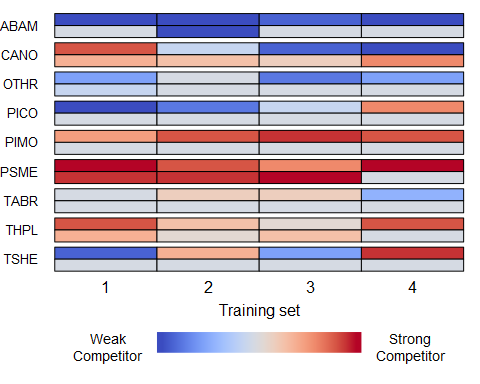 ABAM
CANO
OTHR
PICO
PIMO
PSME
TABR
THPL
TSHE
1 2 3 4
Training set
Weak Competitor
Strong Competitor